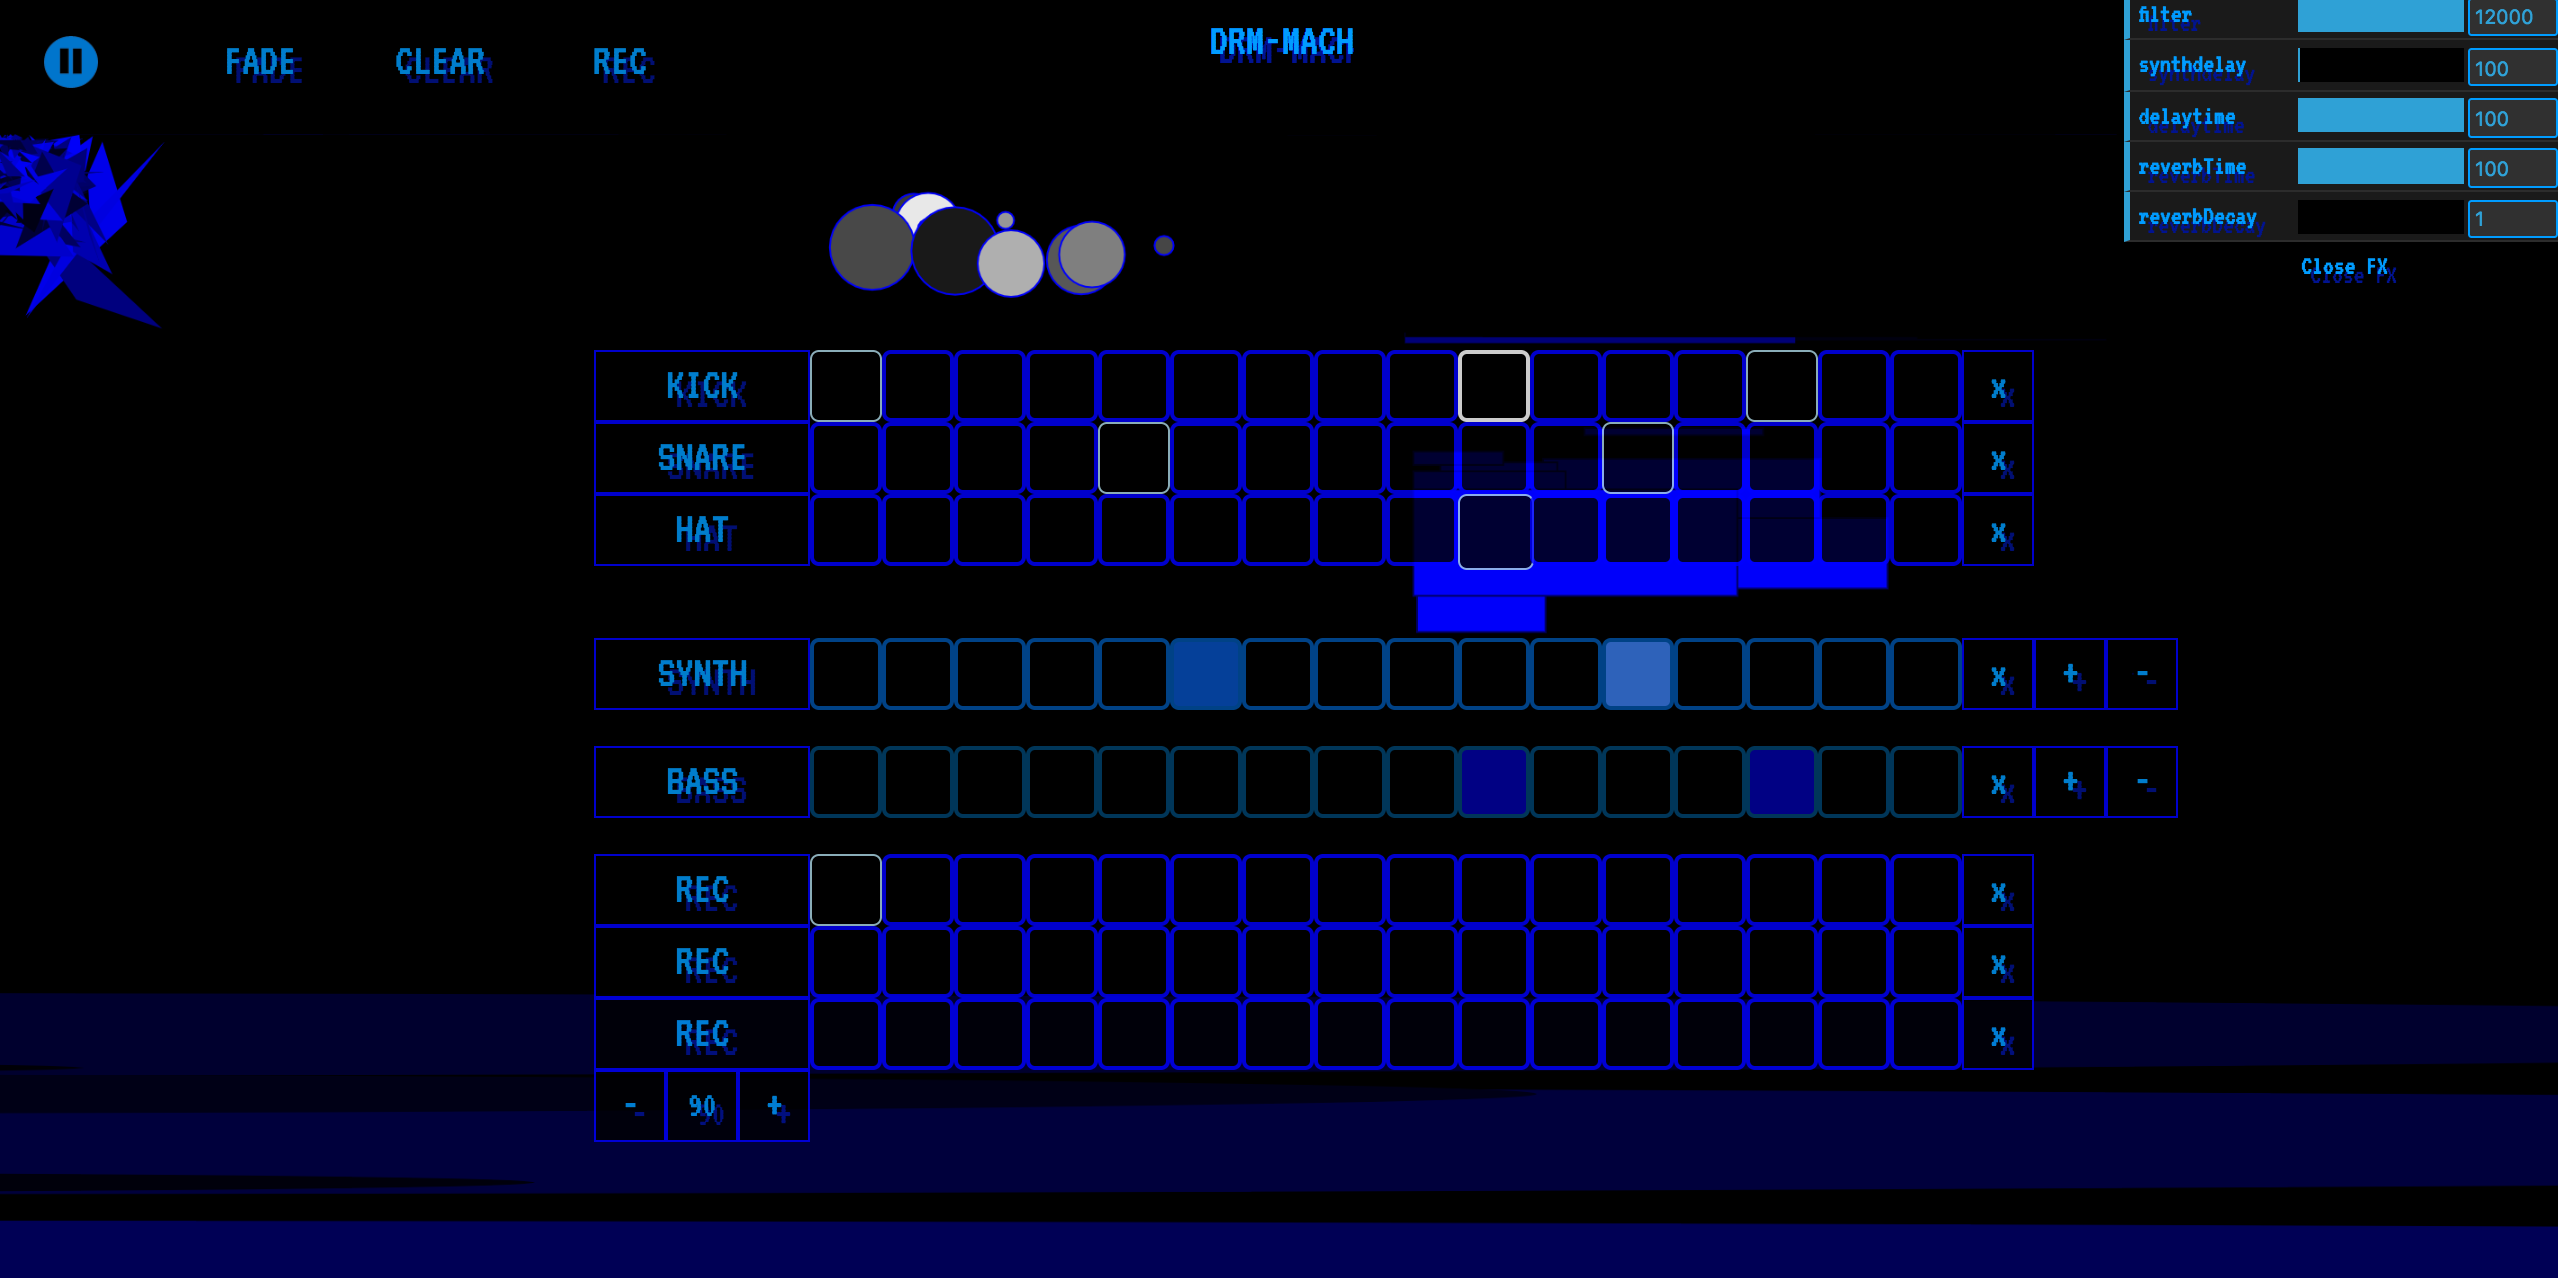 FADE CLEAR REC
DRM-MACH
filter 12000
synthdelay 100
delaytime 100
reverbTime 100
reverbDecay 1
Close FX
KICK x
SNARE x
HAT x
SYNTH x + -
BASS x + -
REC x
REC x
REC x
- 90 +